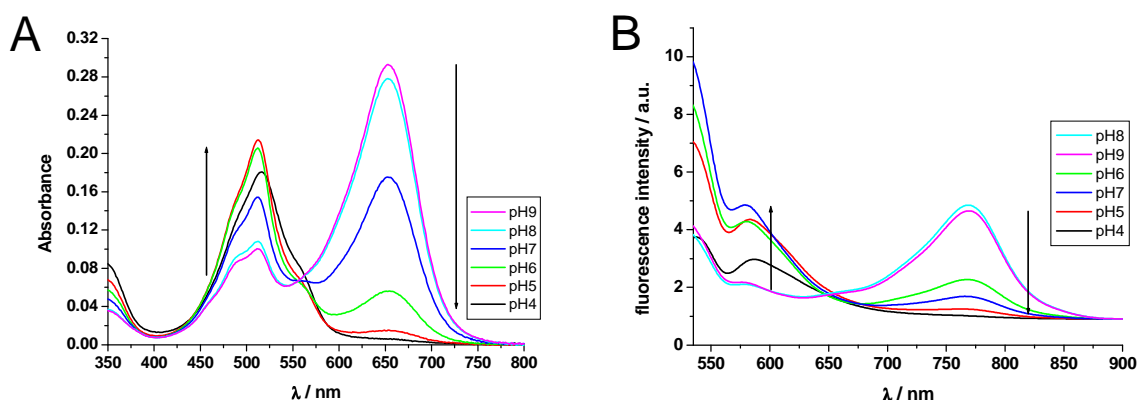 A
Absorbance
0.32
0.28
0.24
0.20
0.16
0.12
0.08
0.04
0.00
350 400 450 500 550 600 650 700 750 800
λ / nm
pH9
pH8
pH7
pH6
pH5
pH4
B
fluorescence intensity / a.u.
10
8
6
4
2
0
550 600 650 700 750 800 850 900
λ / nm
pH8
pH9
pH6
pH7
pH5
pH4